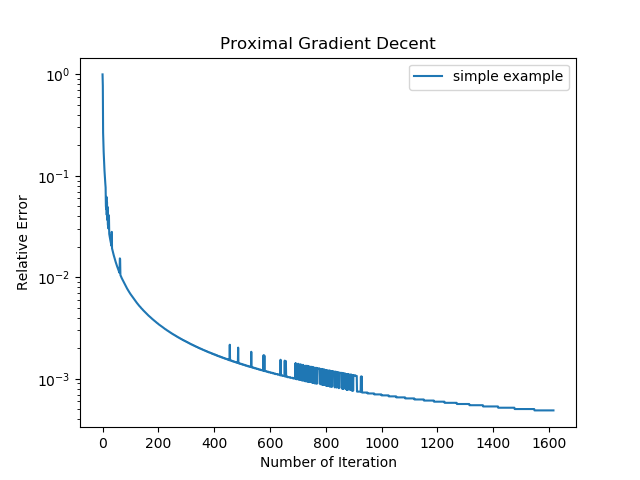 Proximal Gradient Decent
simple example
Relative Error
10⁰
10⁻¹
10⁻²
10⁻³
0 200 400 600 800 1000 1200 1400 1600
Number of Iteration